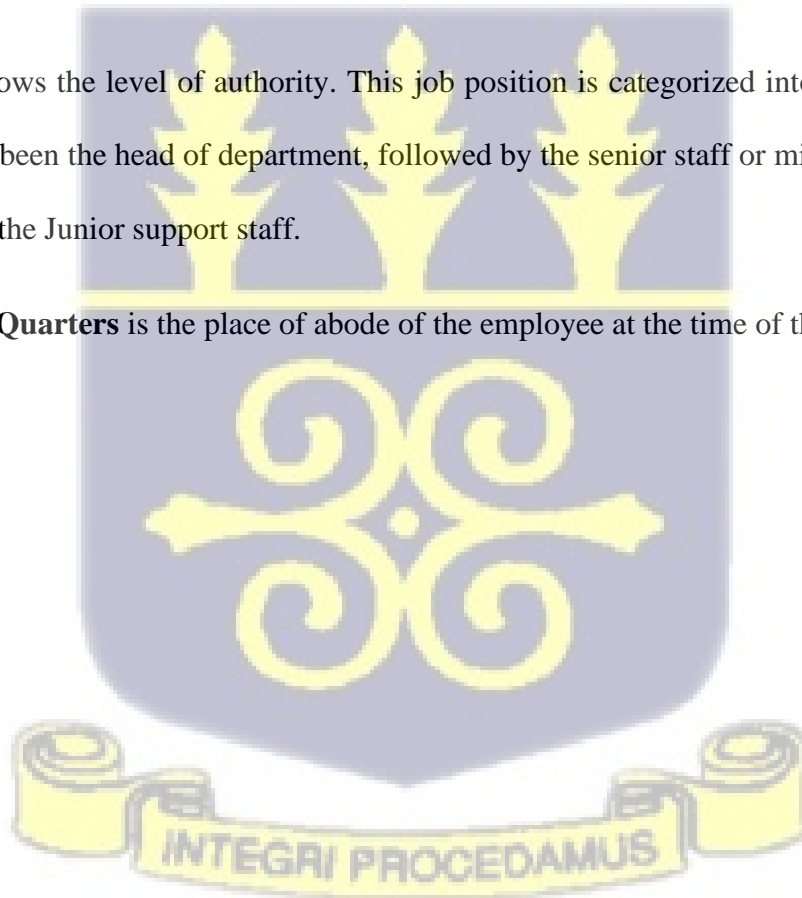 ows the level of authority. This job position is categorized into
been the head of department, followed by the senior staff or mi
the Junior support staff.
Quarters is the place of abode of the employee at the time of th
INTEGRI PROCEDAMUS